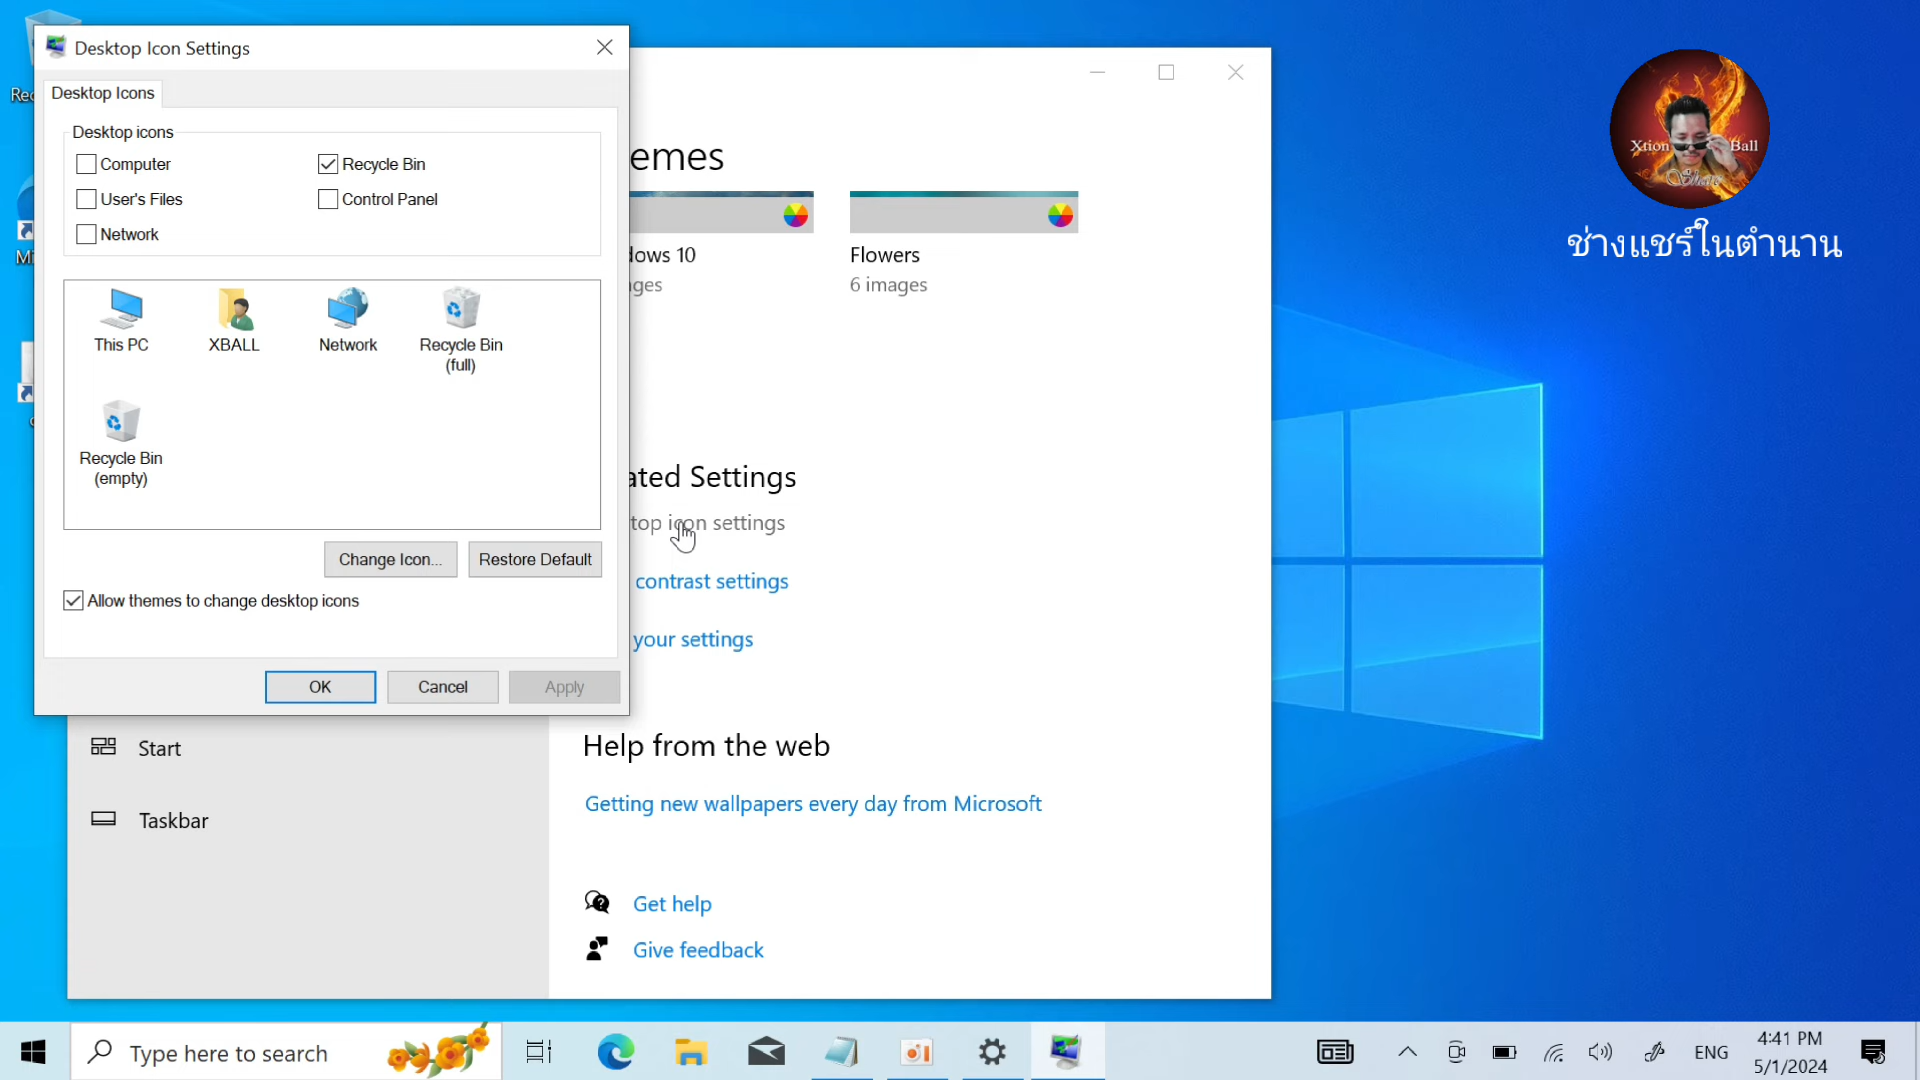 Desktop Icon Settings
Desktop Icons
Desktop icons
Computer
Recycle Bin
User's Files
Control Panel
Network
This PC
XBALL
Network
Recycle Bin
(full)
Recycle Bin
(empty)
Change Icon...
Restore Default
Allow themes to change desktop icons
OK
Cancel
Apply
emes
dows 10
ges
Flowers
6 images
ated Settings
top icon settings
contrast settings
your settings
Start
Taskbar
Help from the web
Getting new wallpapers every day from Microsoft
Get help
Give feedback
Xtion Ball
Share
ช่างแชร์ในตำนาน
Type here to search
ENG
4:41 PM
5/1/2024